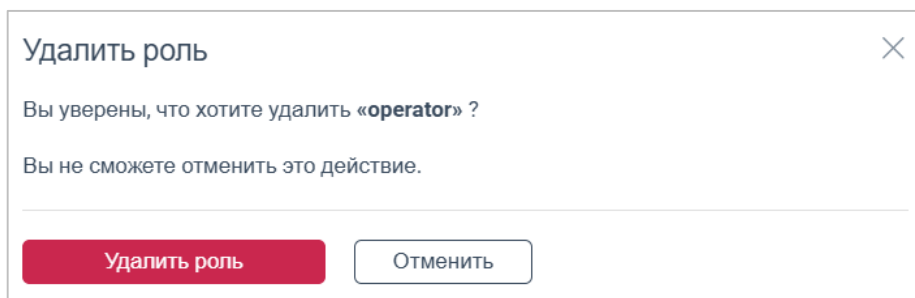 Удалить роль
Вы уверены, что хотите удалить «operator» ?
Вы не сможете отменить это действие.
Удалить роль
Отменить